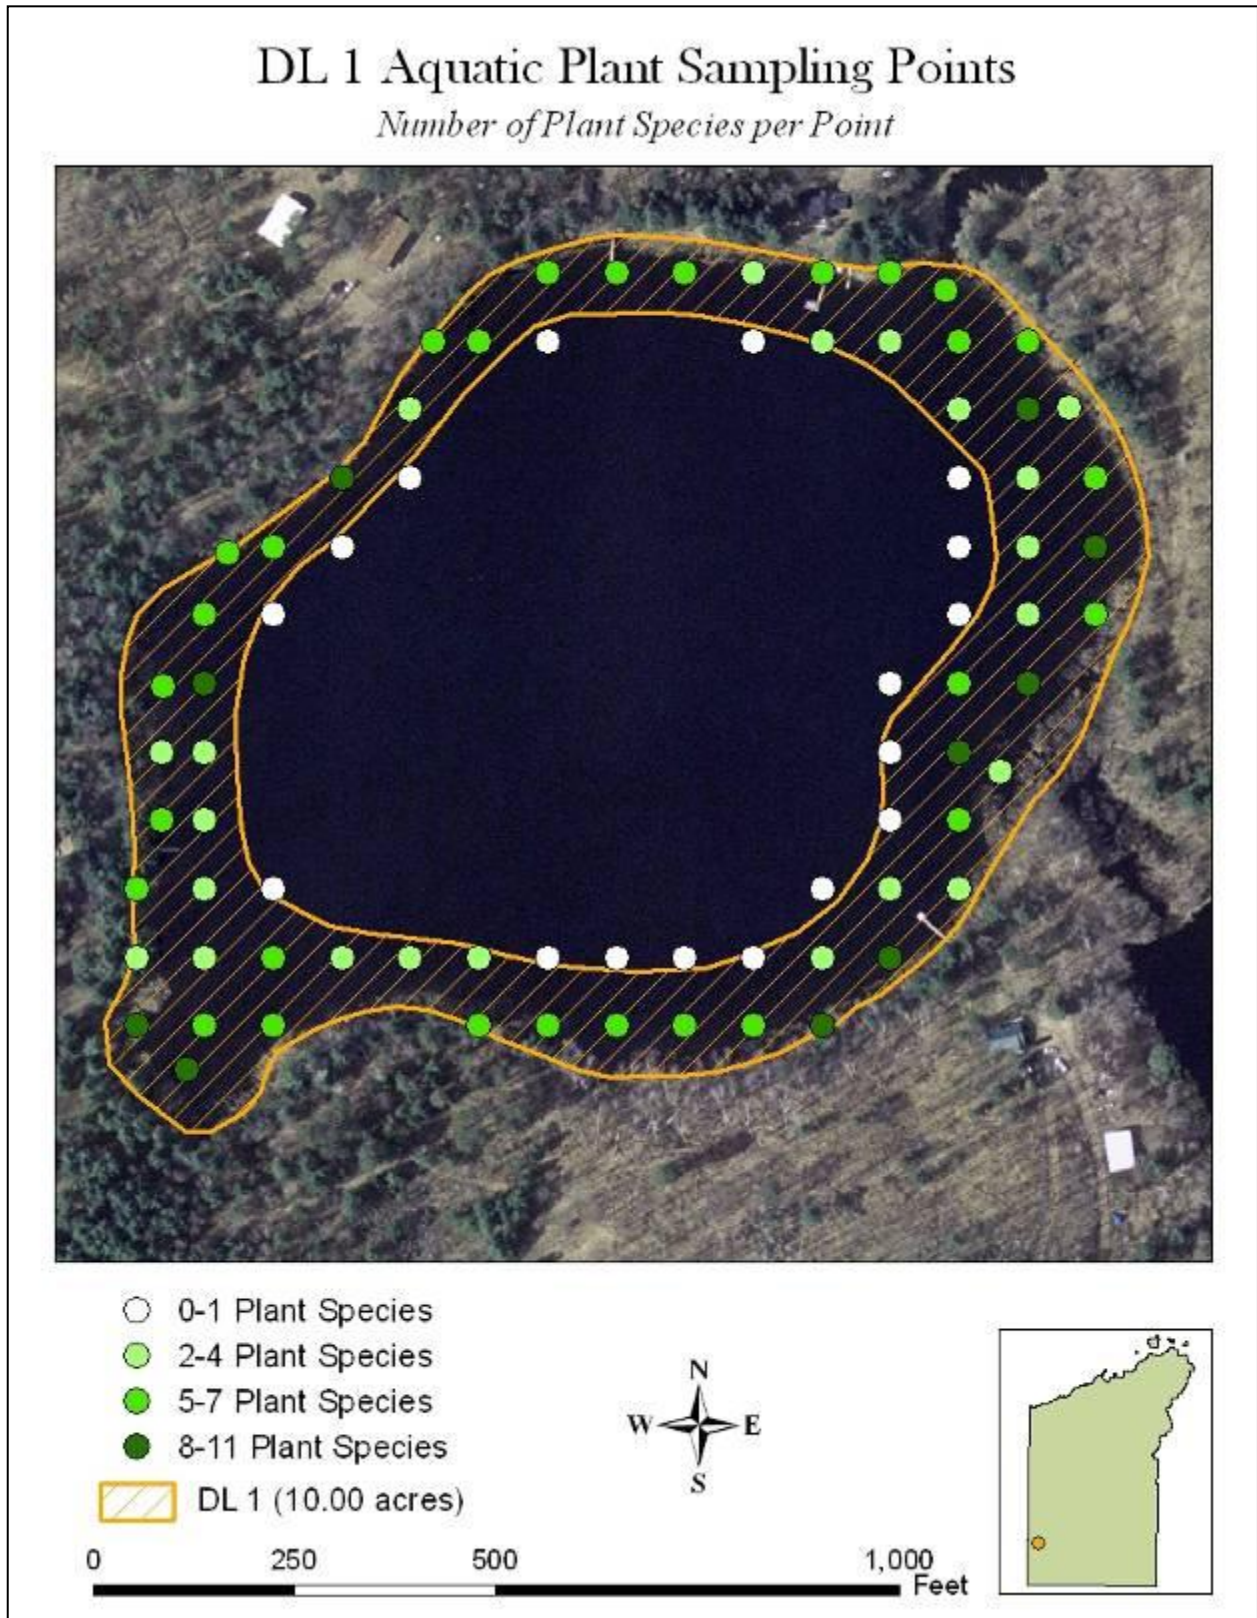 DL 1 Aquatic Plant Sampling Points
Number of Plant Species per Point
0-1 Plant Species
2-4 Plant Species
5-7 Plant Species
8-11 Plant Species
DL 1 (10.00 acres)
N
W E
S
0 250 500 1,000
Feet